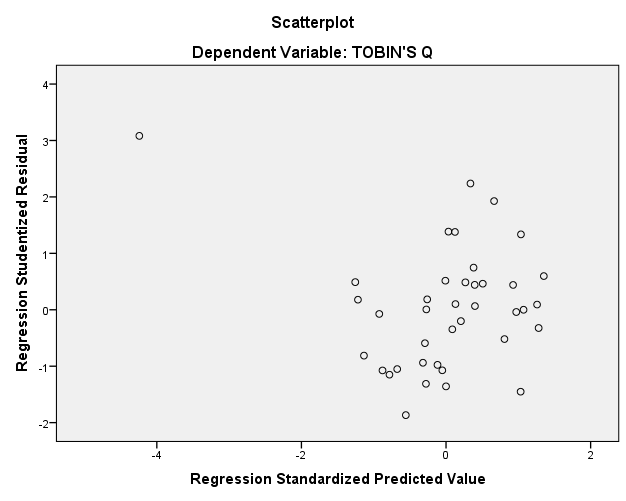 Scatterplot
Dependent Variable: TOBIN'S Q
Regression Studentized Residual
4
3
2
1
0
-1
-2
-4
-2
0
2
Regression Standardized Predicted Value